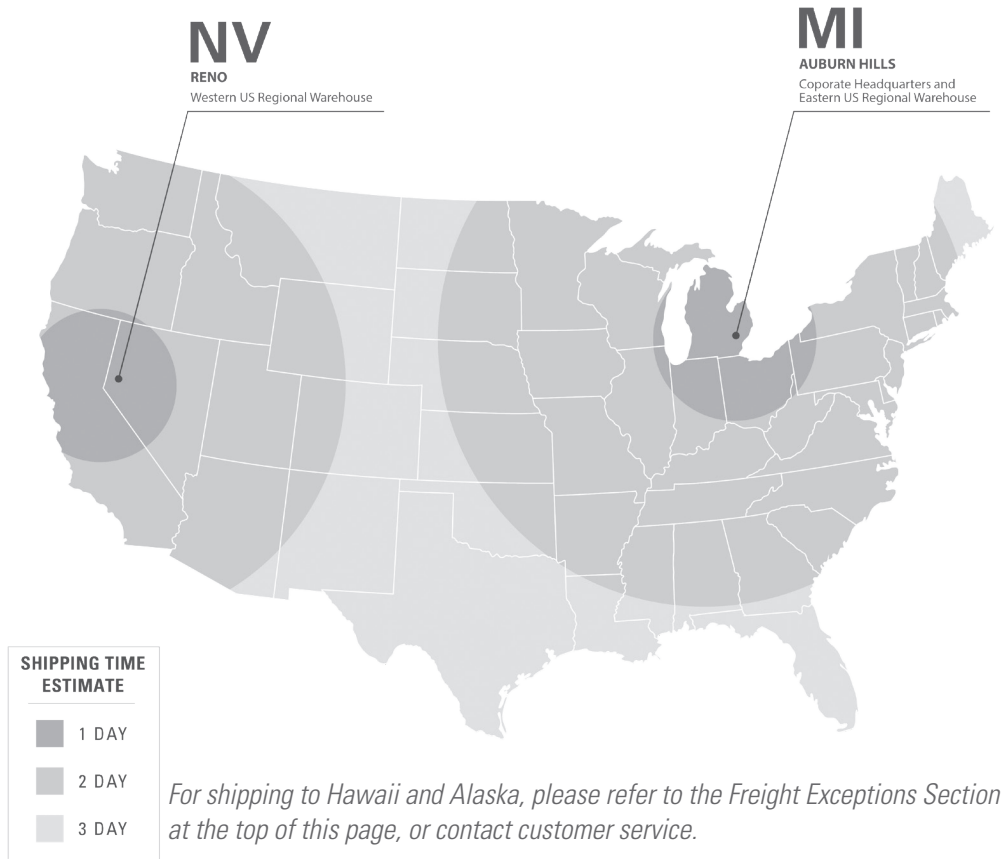 NV
RENO
Western US Regional Warehouse
MI
AUBURN HILLS
Coporate Headquarters and
Eastern US Regional Warehouse
SHIPPING TIME
ESTIMATE
1 DAY
2 DAY
3 DAY
For shipping to Hawaii and Alaska, please refer to the Freight Exceptions Section
at the top of this page, or contact customer service.